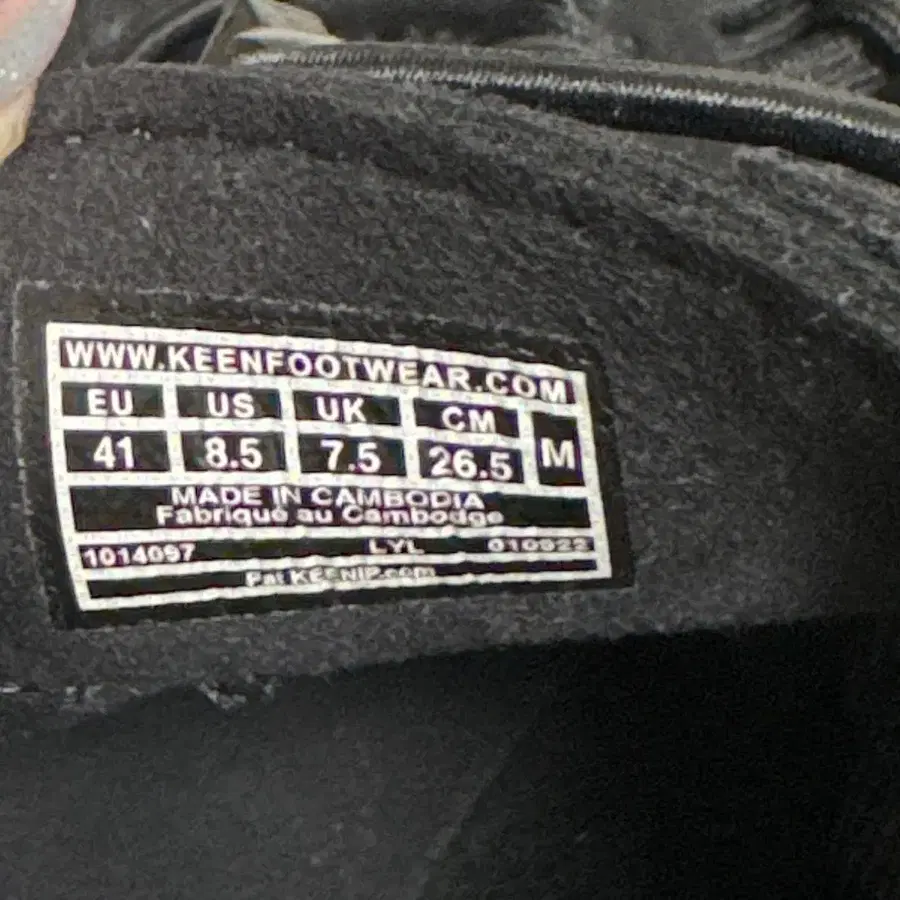 WWW.KEENFOOTWEAR.COM
EU US UK CM M
41 8.5 7.5 26.5
MADE IN CAMBODIA
Fabriqué au Cambodge
1014097 LYL
Pat KEENIP.com